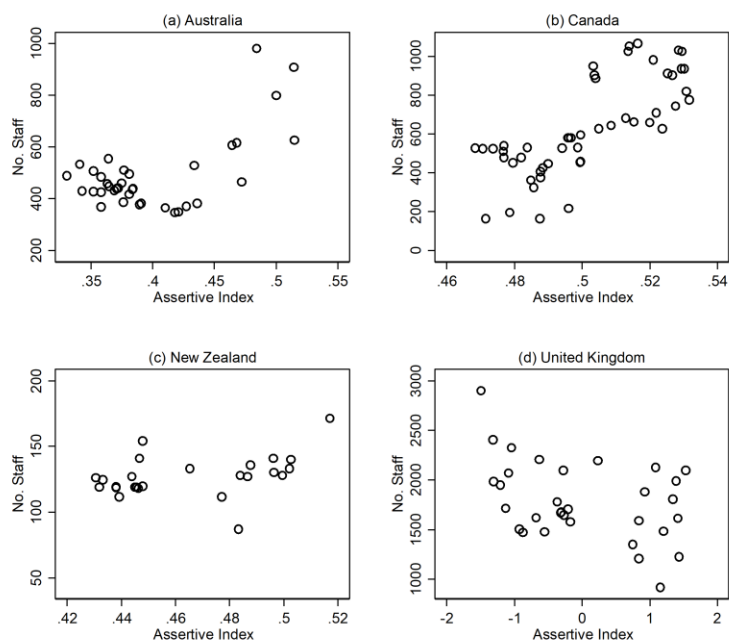 (a) Australia
No. Staff
200 400 600 800 1000
.35 .4 .45 .5 .55
Assertive Index
(b) Canada
No. Staff
0 200 400 600 800 1000
.46 .48 .5 .52 .54
Assertive Index
(c) New Zealand
No. Staff
50 100 150 200
.42 .44 .46 .48 .5 .52
Assertive Index
(d) United Kingdom
No. Staff
1000 1500 2000 2500 3000
-2 -1 0 1 2
Assertive Index